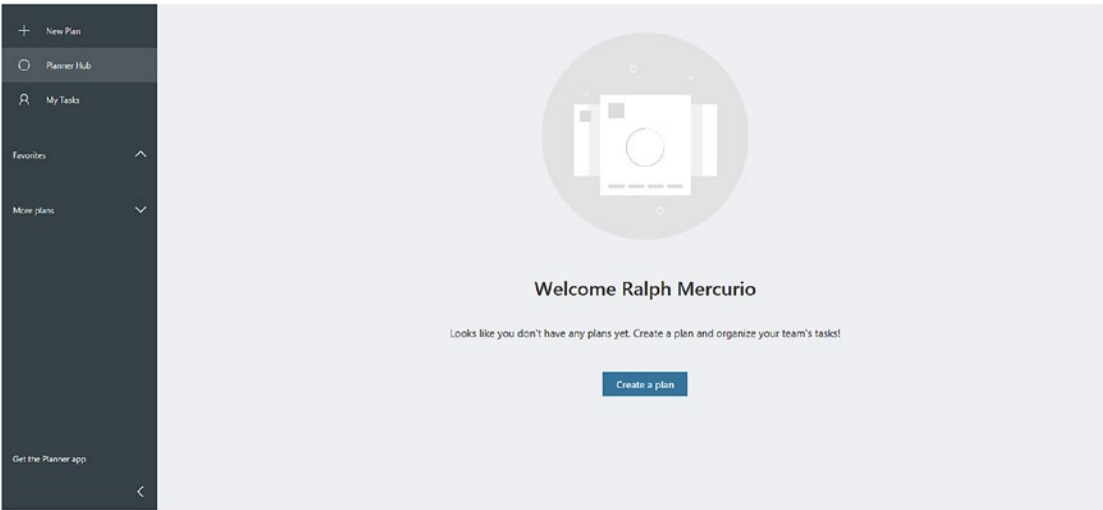 New Plan
Planner Hub
My Tasks
Favorites
More plans
Get the Planner app
Welcome Ralph Mercurio
Looks like you don't have any plans yet. Create a plan and organize your team's tasks!
Create a plan